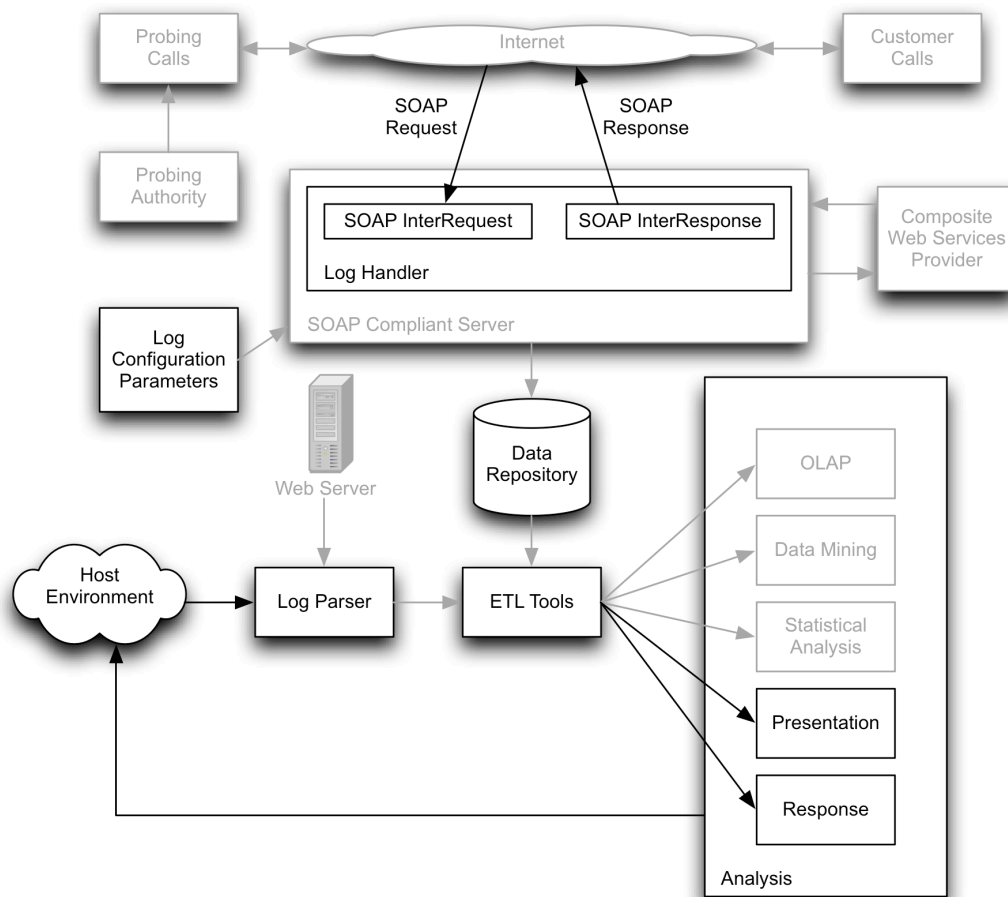 Probing
Calls
Internet
Customer
Calls
SOAP
Request
SOAP
Response
Probing
Authority
SOAP InterRequest
SOAP InterResponse
Log Handler
SOAP Compliant Server
Composite
Web Services
Provider
Log
Configuration
Parameters
Web Server
Data
Repository
OLAP
Data Mining
Host
Environment
Log Parser
ETL Tools
Statistical
Analysis
Presentation
Response
Analysis